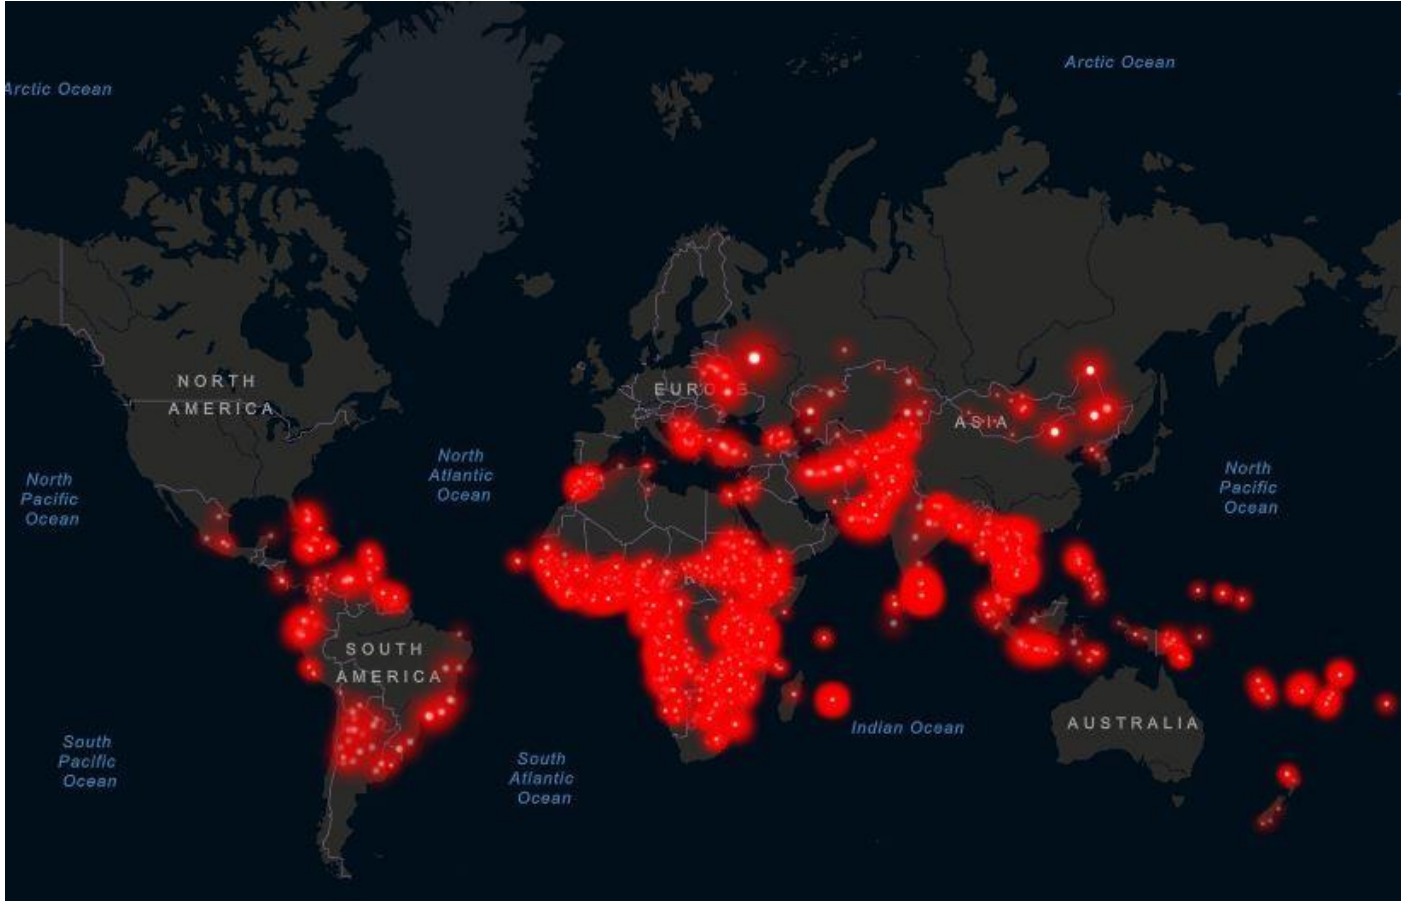 Arctic Ocean
Arctic Ocean
NORTH
AMERICA
EUROPE
ASIA
North
Atlantic
Ocean
North
Pacific
Ocean
North
Pacific
Ocean
SOUTH
AMERICA
Indian Ocean
AUSTRALIA
South
Pacific
Ocean
South
Atlantic
Ocean